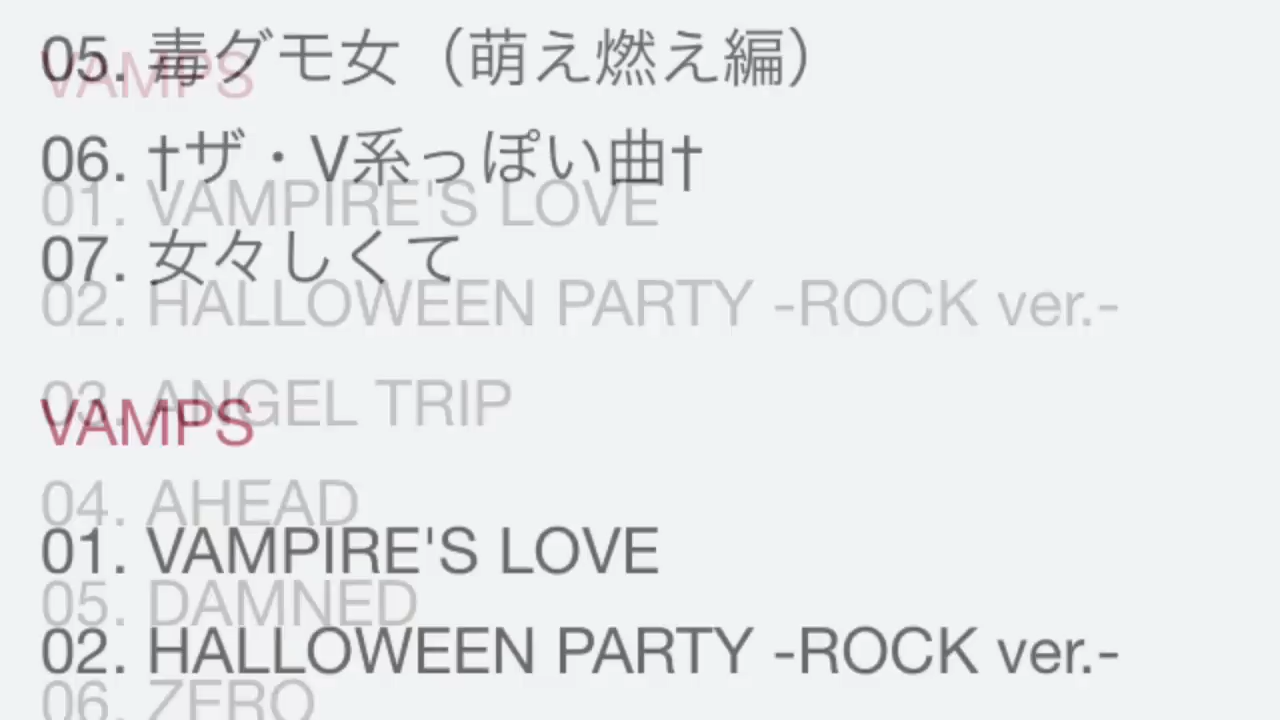 05. 毒グモ女（萌え燃え編）
VAMPS
06. †ザ・V系っぽい曲†
01. VAMPIRE'S LOVE
07. 女々しくて
02. HALLOWEEN PARTY -ROCK ver.-
03. ANGEL TRIP
VAMPS
04. AHEAD
01. VAMPIRE'S LOVE
05. DAMNED
02. HALLOWEEN PARTY -ROCK ver.-
06. ZERO